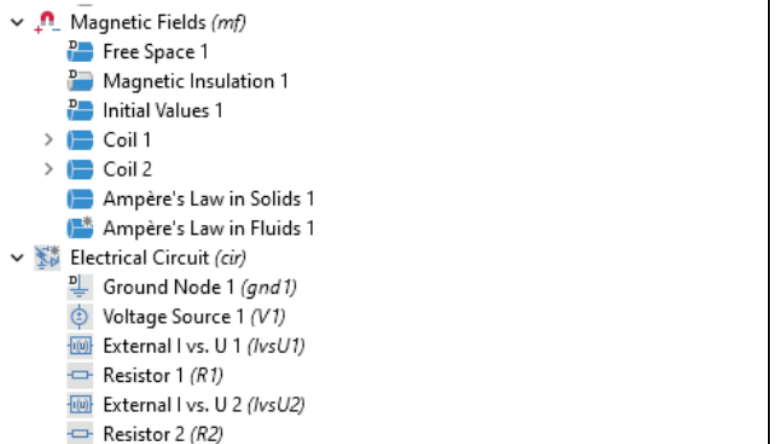 Magnetic Fields (mf)
Free Space 1
Magnetic Insulation 1
Initial Values 1
Coil 1
Coil 2
Ampère's Law in Solids 1
Ampère's Law in Fluids 1
Electrical Circuit (cir)
Ground Node 1 (gnd1)
Voltage Source 1 (V1)
External I vs. U 1 (IvsU1)
Resistor 1 (R1)
External I vs. U 2 (IvsU2)
Resistor 2 (R2)